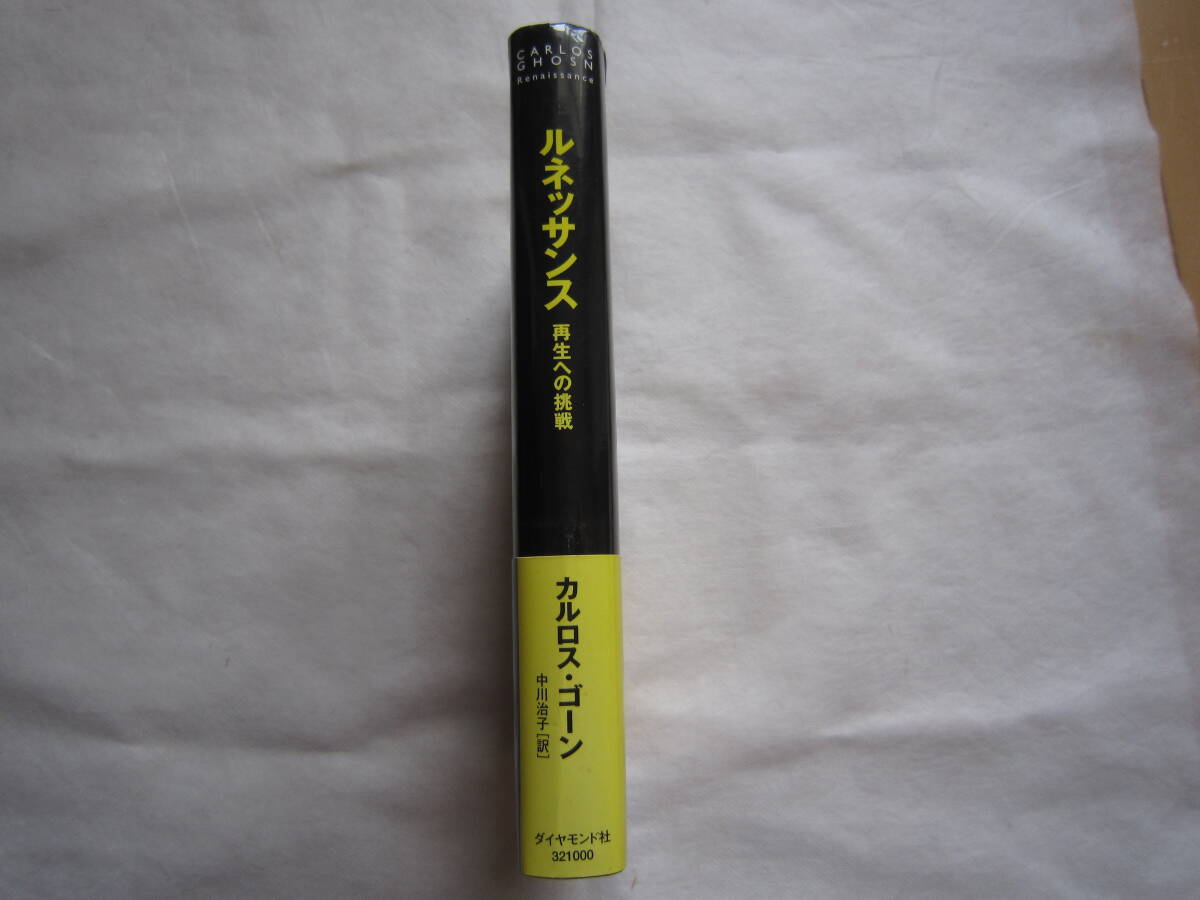 CARLOS
GHOSN
Renaissance
ルネッサンス
再生への挑戦
カルロス・ゴーン
中川治子[訳]
ダイヤモンド社
321000